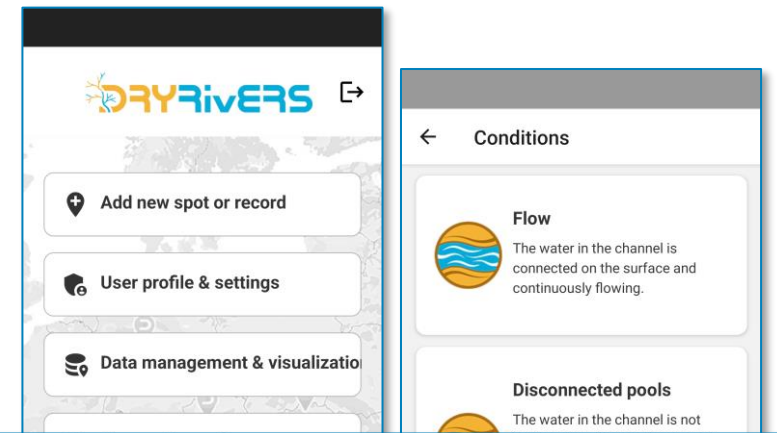 DRYRivERS
Add new spot or record
User profile & settings
Data management & visualizatio
Conditions
Flow
The water in the channel is
connected on the surface and
continuously flowing.
Disconnected pools
The water in the channel is not